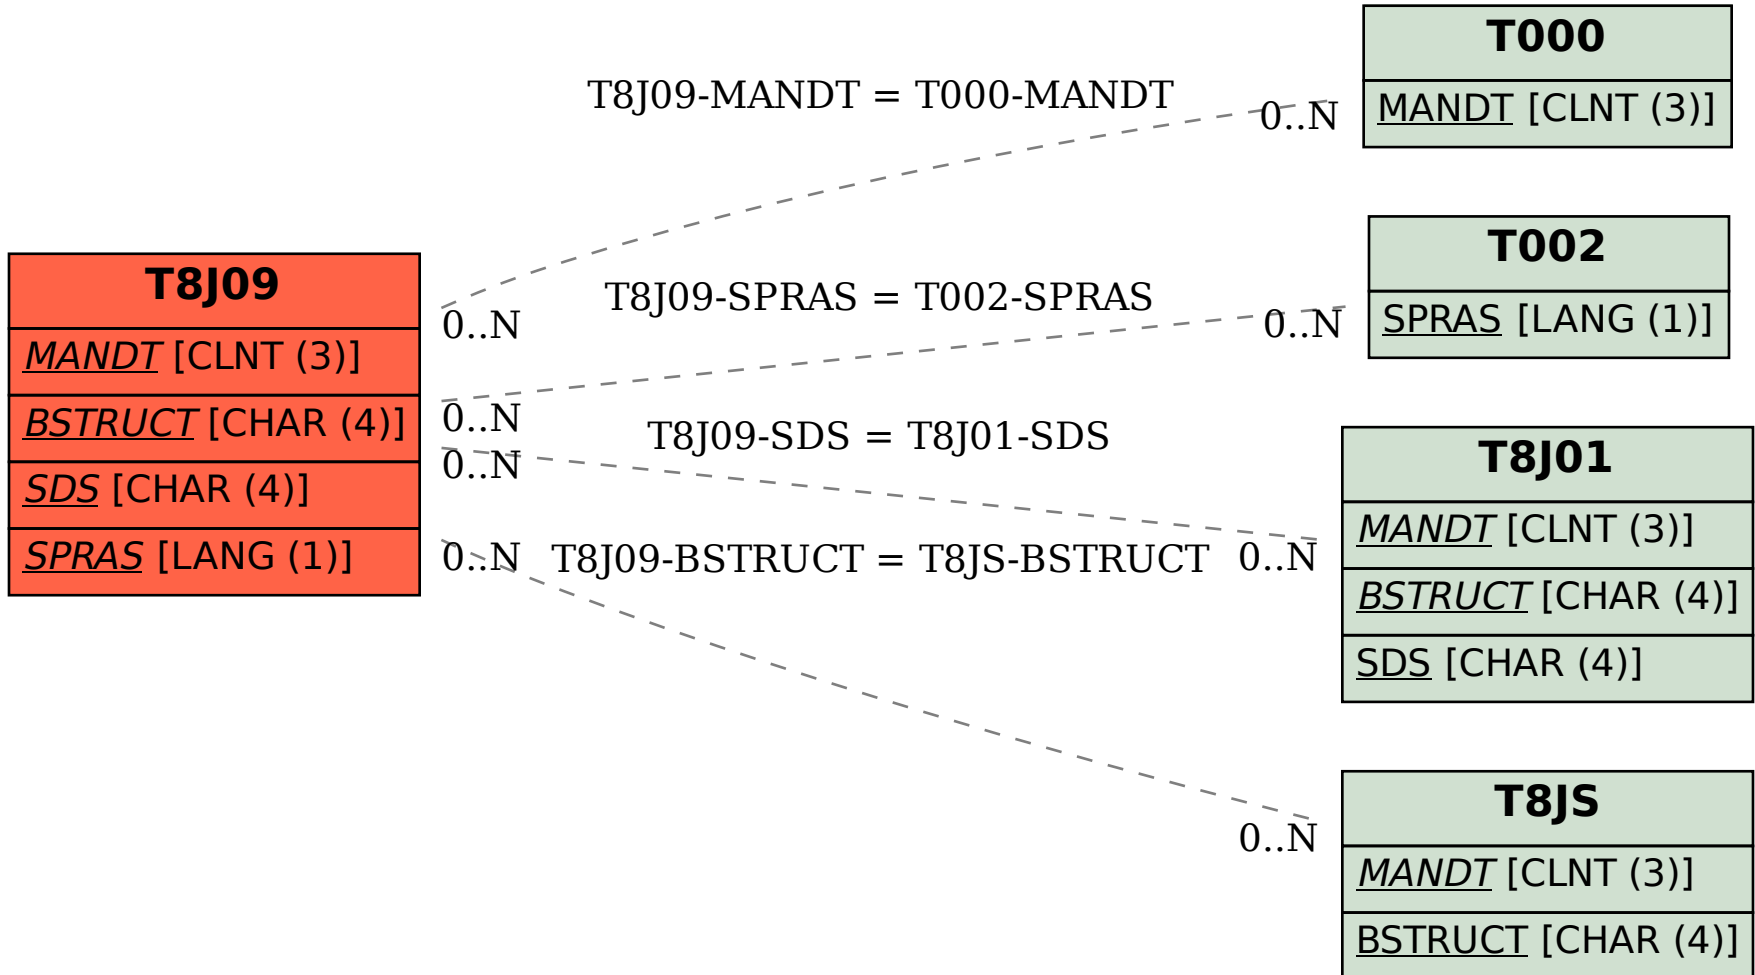 T8J09
MANDT [CLNT (3)]
BSTRUCT [CHAR (4)]
SDS [CHAR (4)]
SPRAS [LANG (1)]
T8J09-MANDT = T000-MANDT
0..N
0..N
T8J09-SPRAS = T002-SPRAS
0..N
0..N
T8J09-SDS = T8J01-SDS
0..N
0..N
T8J09-BSTRUCT = T8JS-BSTRUCT
0..N
0..N
T000
MANDT [CLNT (3)]
T002
SPRAS [LANG (1)]
T8J01
MANDT [CLNT (3)]
BSTRUCT [CHAR (4)]
SDS [CHAR (4)]
T8JS
MANDT [CLNT (3)]
BSTRUCT [CHAR (4)]